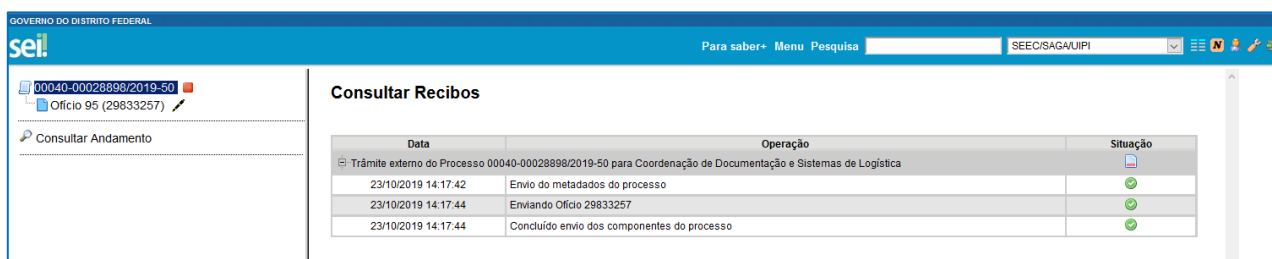 GOVERNO DO DISTRITO FEDERAL
sei!
Para saber+ Menu Pesquisa SEEC/SAGA/UIPI N
00040-00028898/2019-50
Ofício 95 (29833257)
Consultar Andamento
Consultar Recibos
Data Operação Situação
Trâmite externo do Processo 00040-00028898/2019-50 para Coordenação de Documentação e Sistemas de Logística
23/10/2019 14:17:42 Envio do metadados do processo
23/10/2019 14:17:44 Enviando Ofício 29833257
23/10/2019 14:17:44 Concluído envio dos componentes do processo